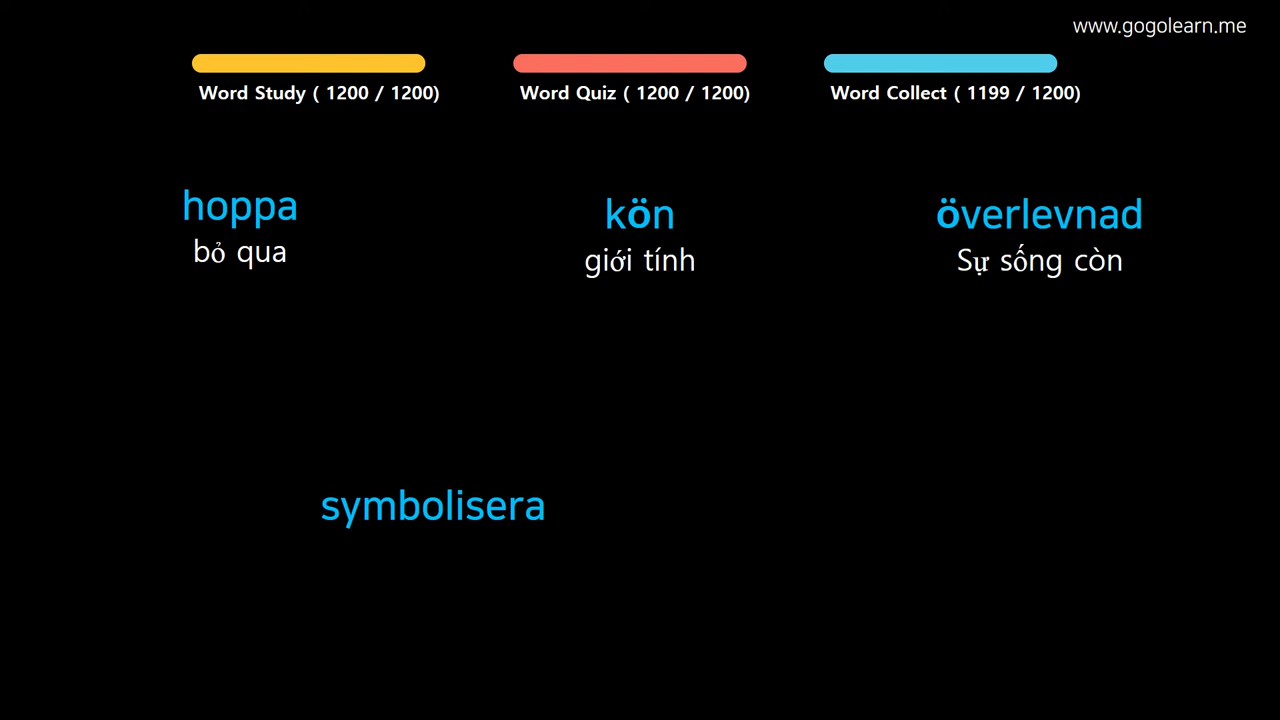 www.gogolearn.me
Word Study ( 1200 / 1200)
Word Quiz ( 1200 / 1200)
Word Collect ( 1199 / 1200)
hoppa
bỏ qua
kön
giới tính
överlevnad
Sự sống còn
symbolisera